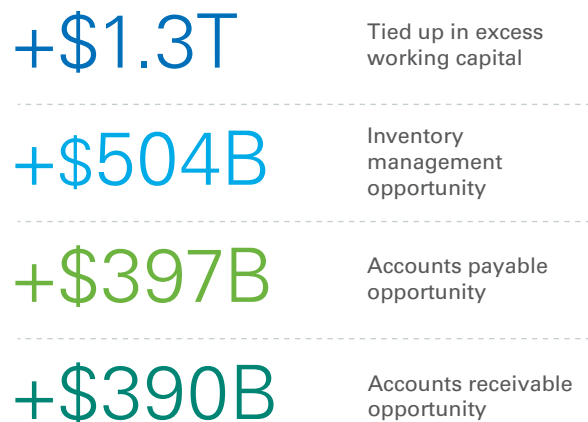 +$1.3T
Tied up in excess
working capital
+$504B
Inventory
management
opportunity
+$397B
Accounts payable
opportunity
+$390B
Accounts receivable
opportunity